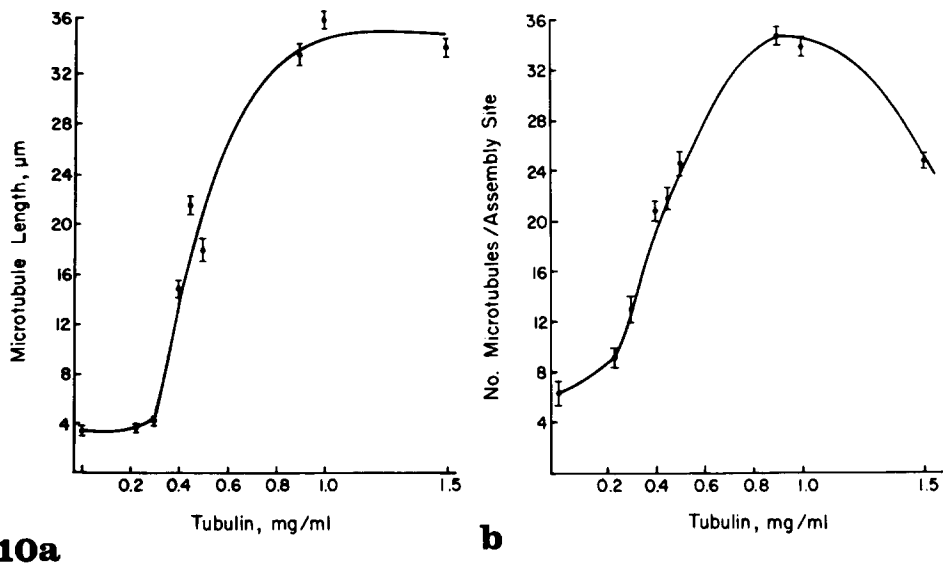 Microtubule Length, μm
36
32
28
24
20
16
12
8
4
0.2 0.4 0.6 0.8 1.0 1.5
Tubulin, mg/ml
10a
No. Microtubules/Assembly Site
36
32
28
24
20
16
12
8
4
0.2 0.4 0.6 0.8 1.0 1.5
Tubulin, mg/ml
b